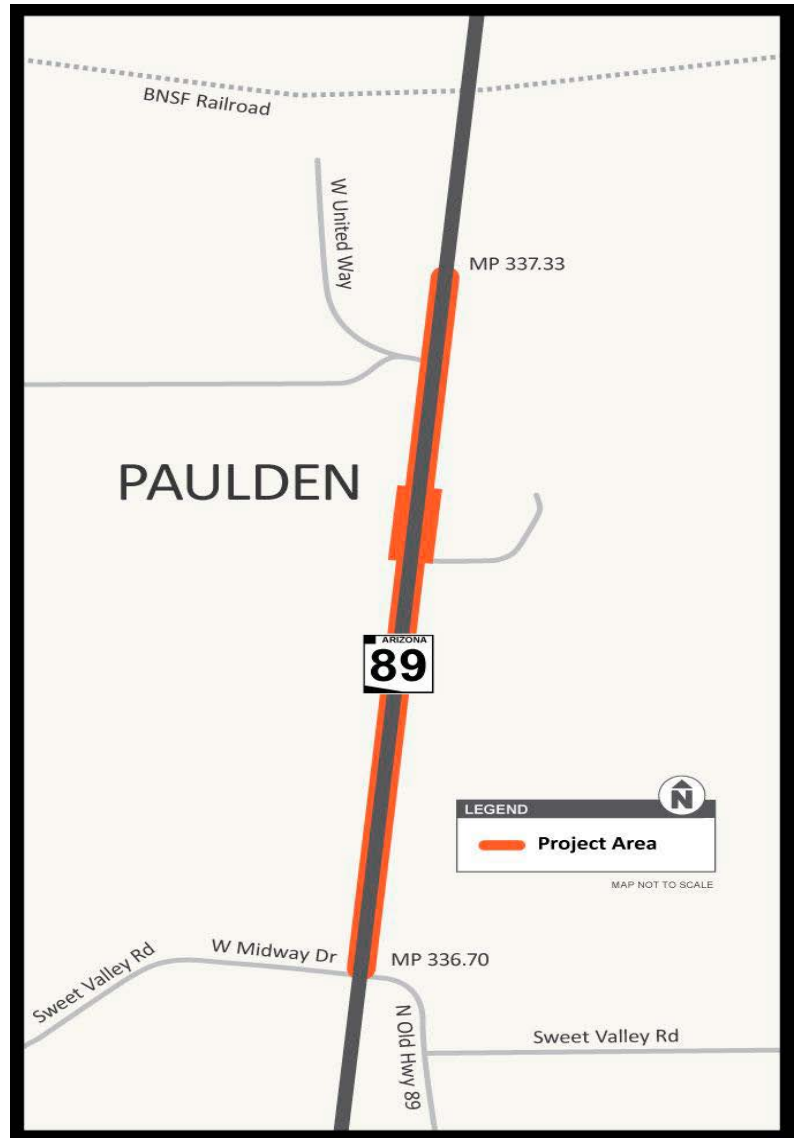 BNSF Railroad
W United Way
MP 337.33
PAULDEN
ARIZONA
89
N
LEGEND
Project Area
MAP NOT TO SCALE
Sweet Valley Rd
W Midway Dr
MP 336.70
N Old Hwy 89
Sweet Valley Rd